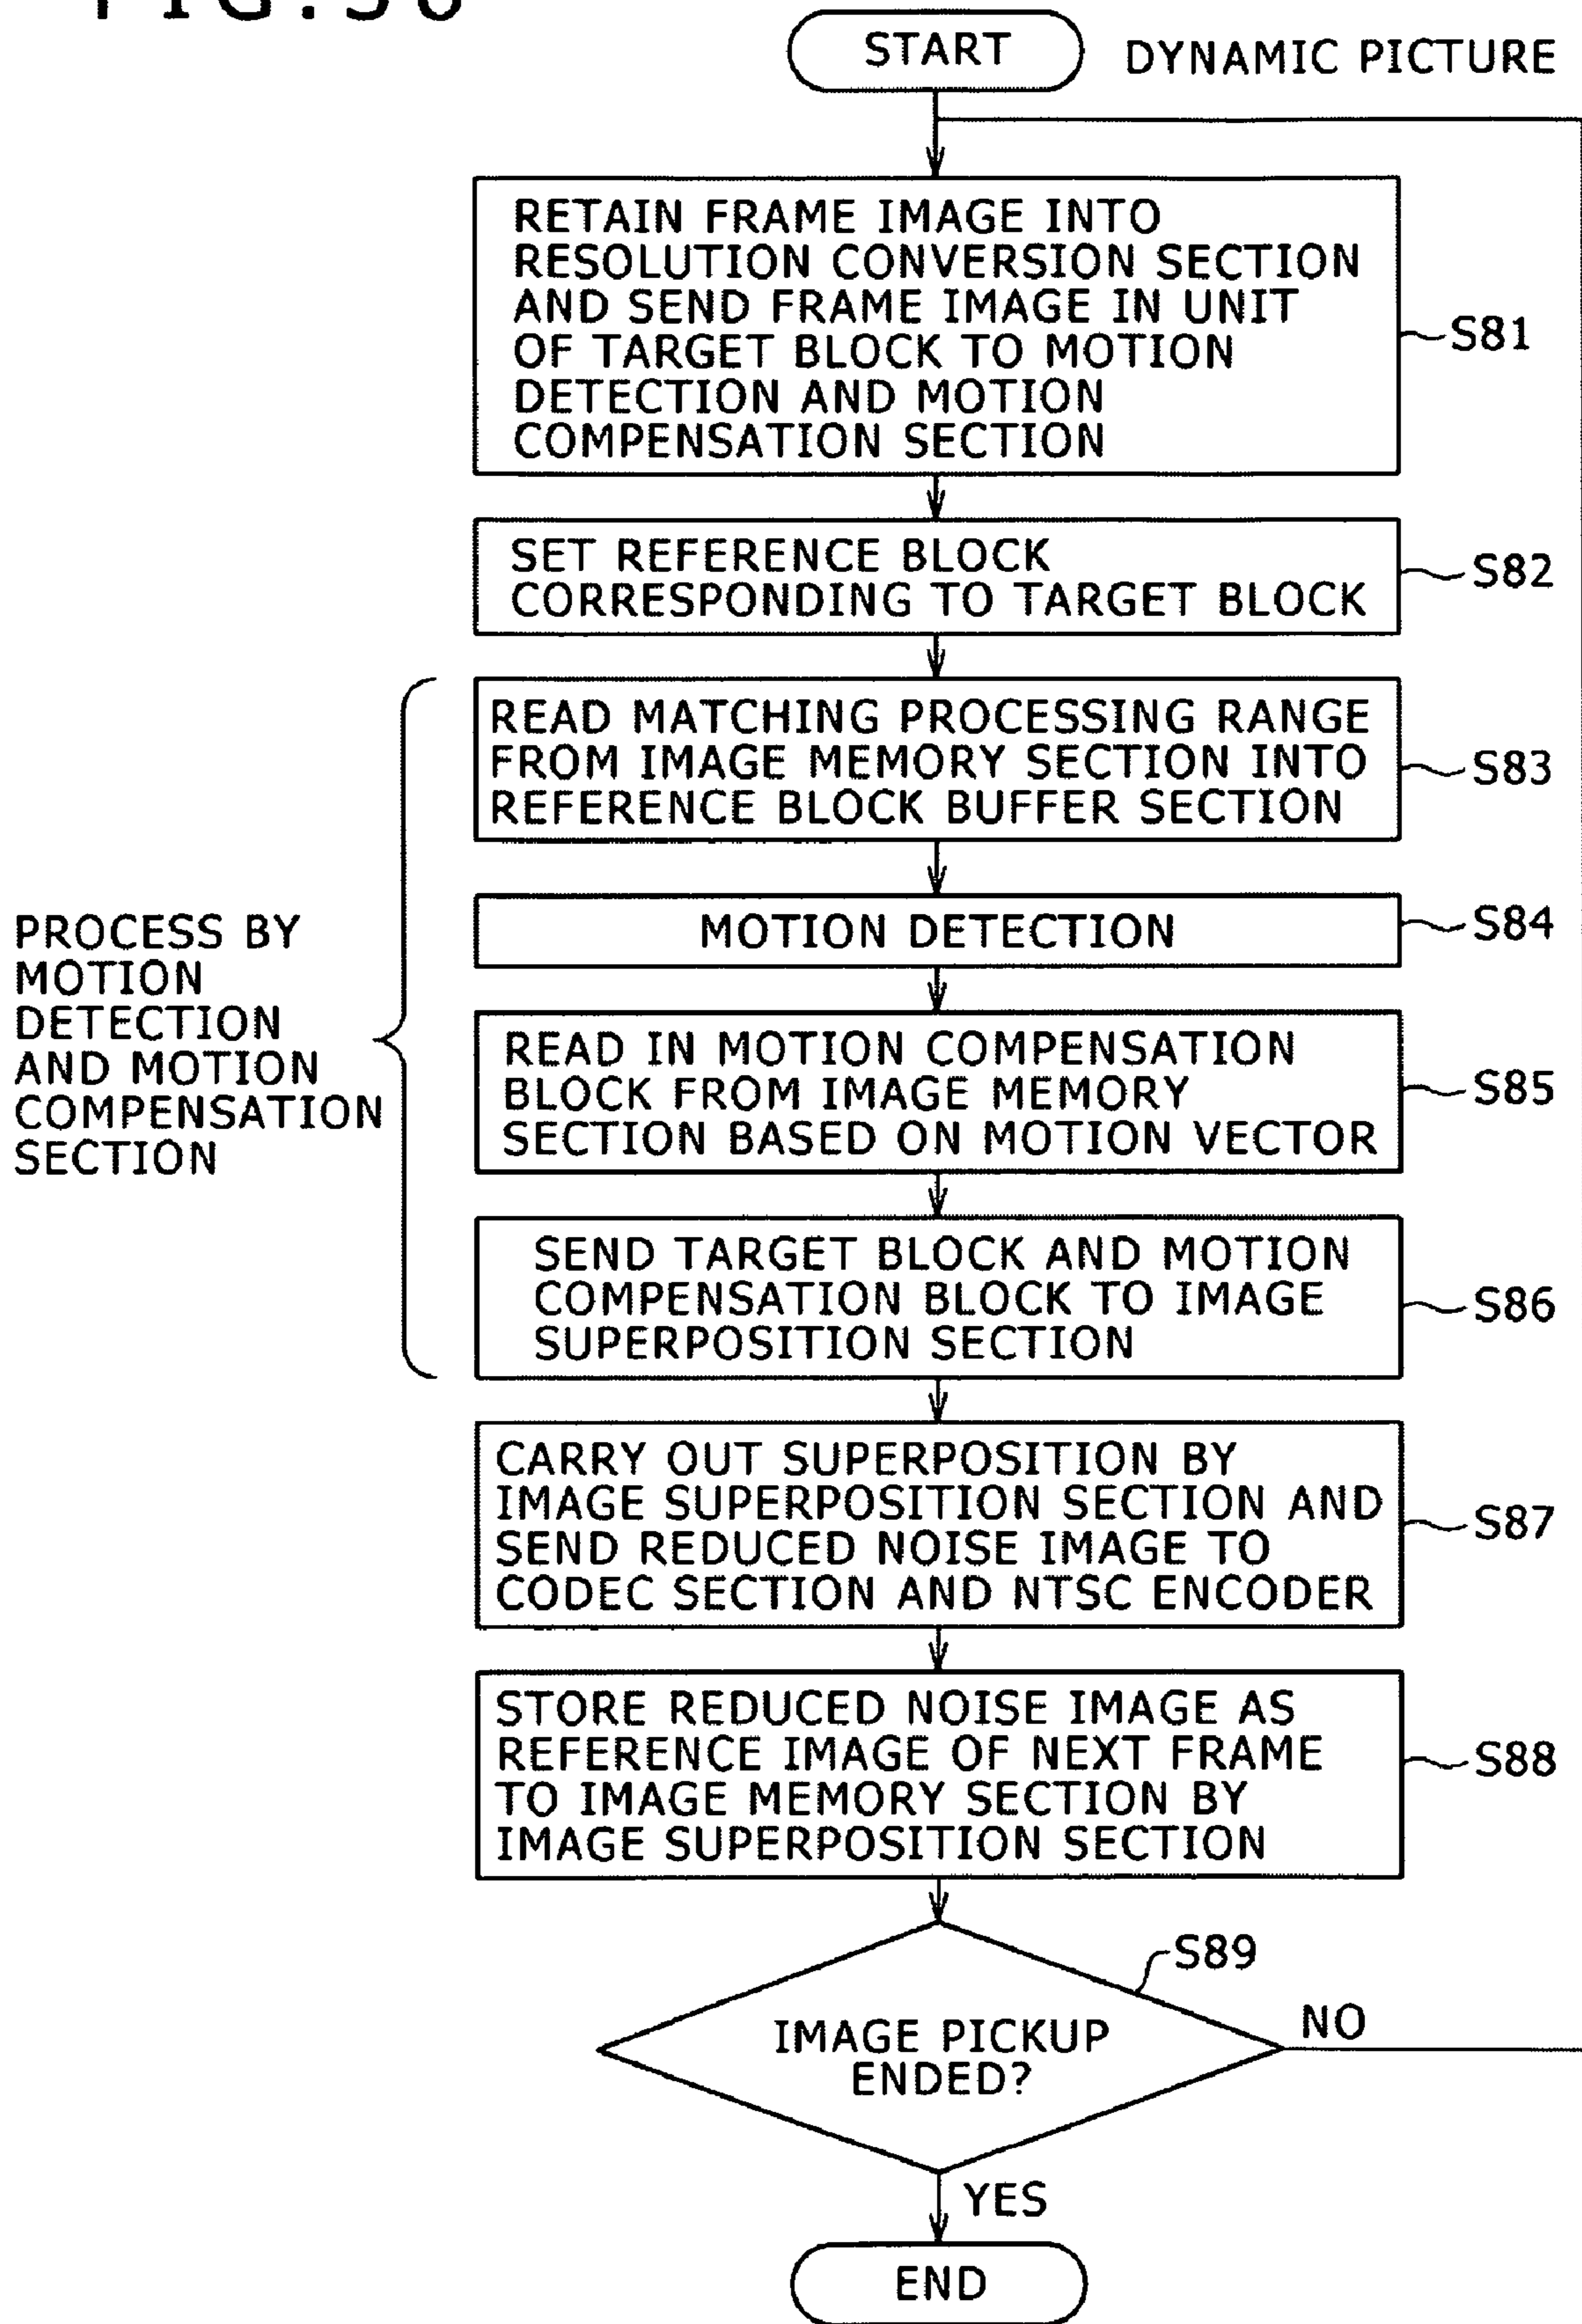 START
DYNAMIC PICTURE
RETAIN FRAME IMAGE INTO
RESOLUTION CONVERSION SECTION
AND SEND FRAME IMAGE IN UNIT
OF TARGET BLOCK TO MOTION
DETECTION AND MOTION
COMPENSATION SECTION
S81
SET REFERENCE BLOCK
CORRESPONDING TO TARGET BLOCK
S82
READ MATCHING PROCESSING RANGE
FROM IMAGE MEMORY SECTION INTO
REFERENCE BLOCK BUFFER SECTION
S83
PROCESS BY
MOTION
DETECTION
AND MOTION
COMPENSATION
SECTION
MOTION DETECTION
S84
READ IN MOTION COMPENSATION
BLOCK FROM IMAGE MEMORY
SECTION BASED ON MOTION VECTOR
S85
SEND TARGET BLOCK AND MOTION
COMPENSATION BLOCK TO IMAGE
SUPERPOSITION SECTION
S86
CARRY OUT SUPERPOSITION BY
IMAGE SUPERPOSITION SECTION AND
SEND REDUCED NOISE IMAGE TO
CODEC SECTION AND NTSC ENCODER
S87
STORE REDUCED NOISE IMAGE AS
REFERENCE IMAGE OF NEXT FRAME
TO IMAGE MEMORY SECTION BY
IMAGE SUPERPOSITION SECTION
S88
S89
IMAGE PICKUP
ENDED?
NO
YES
END